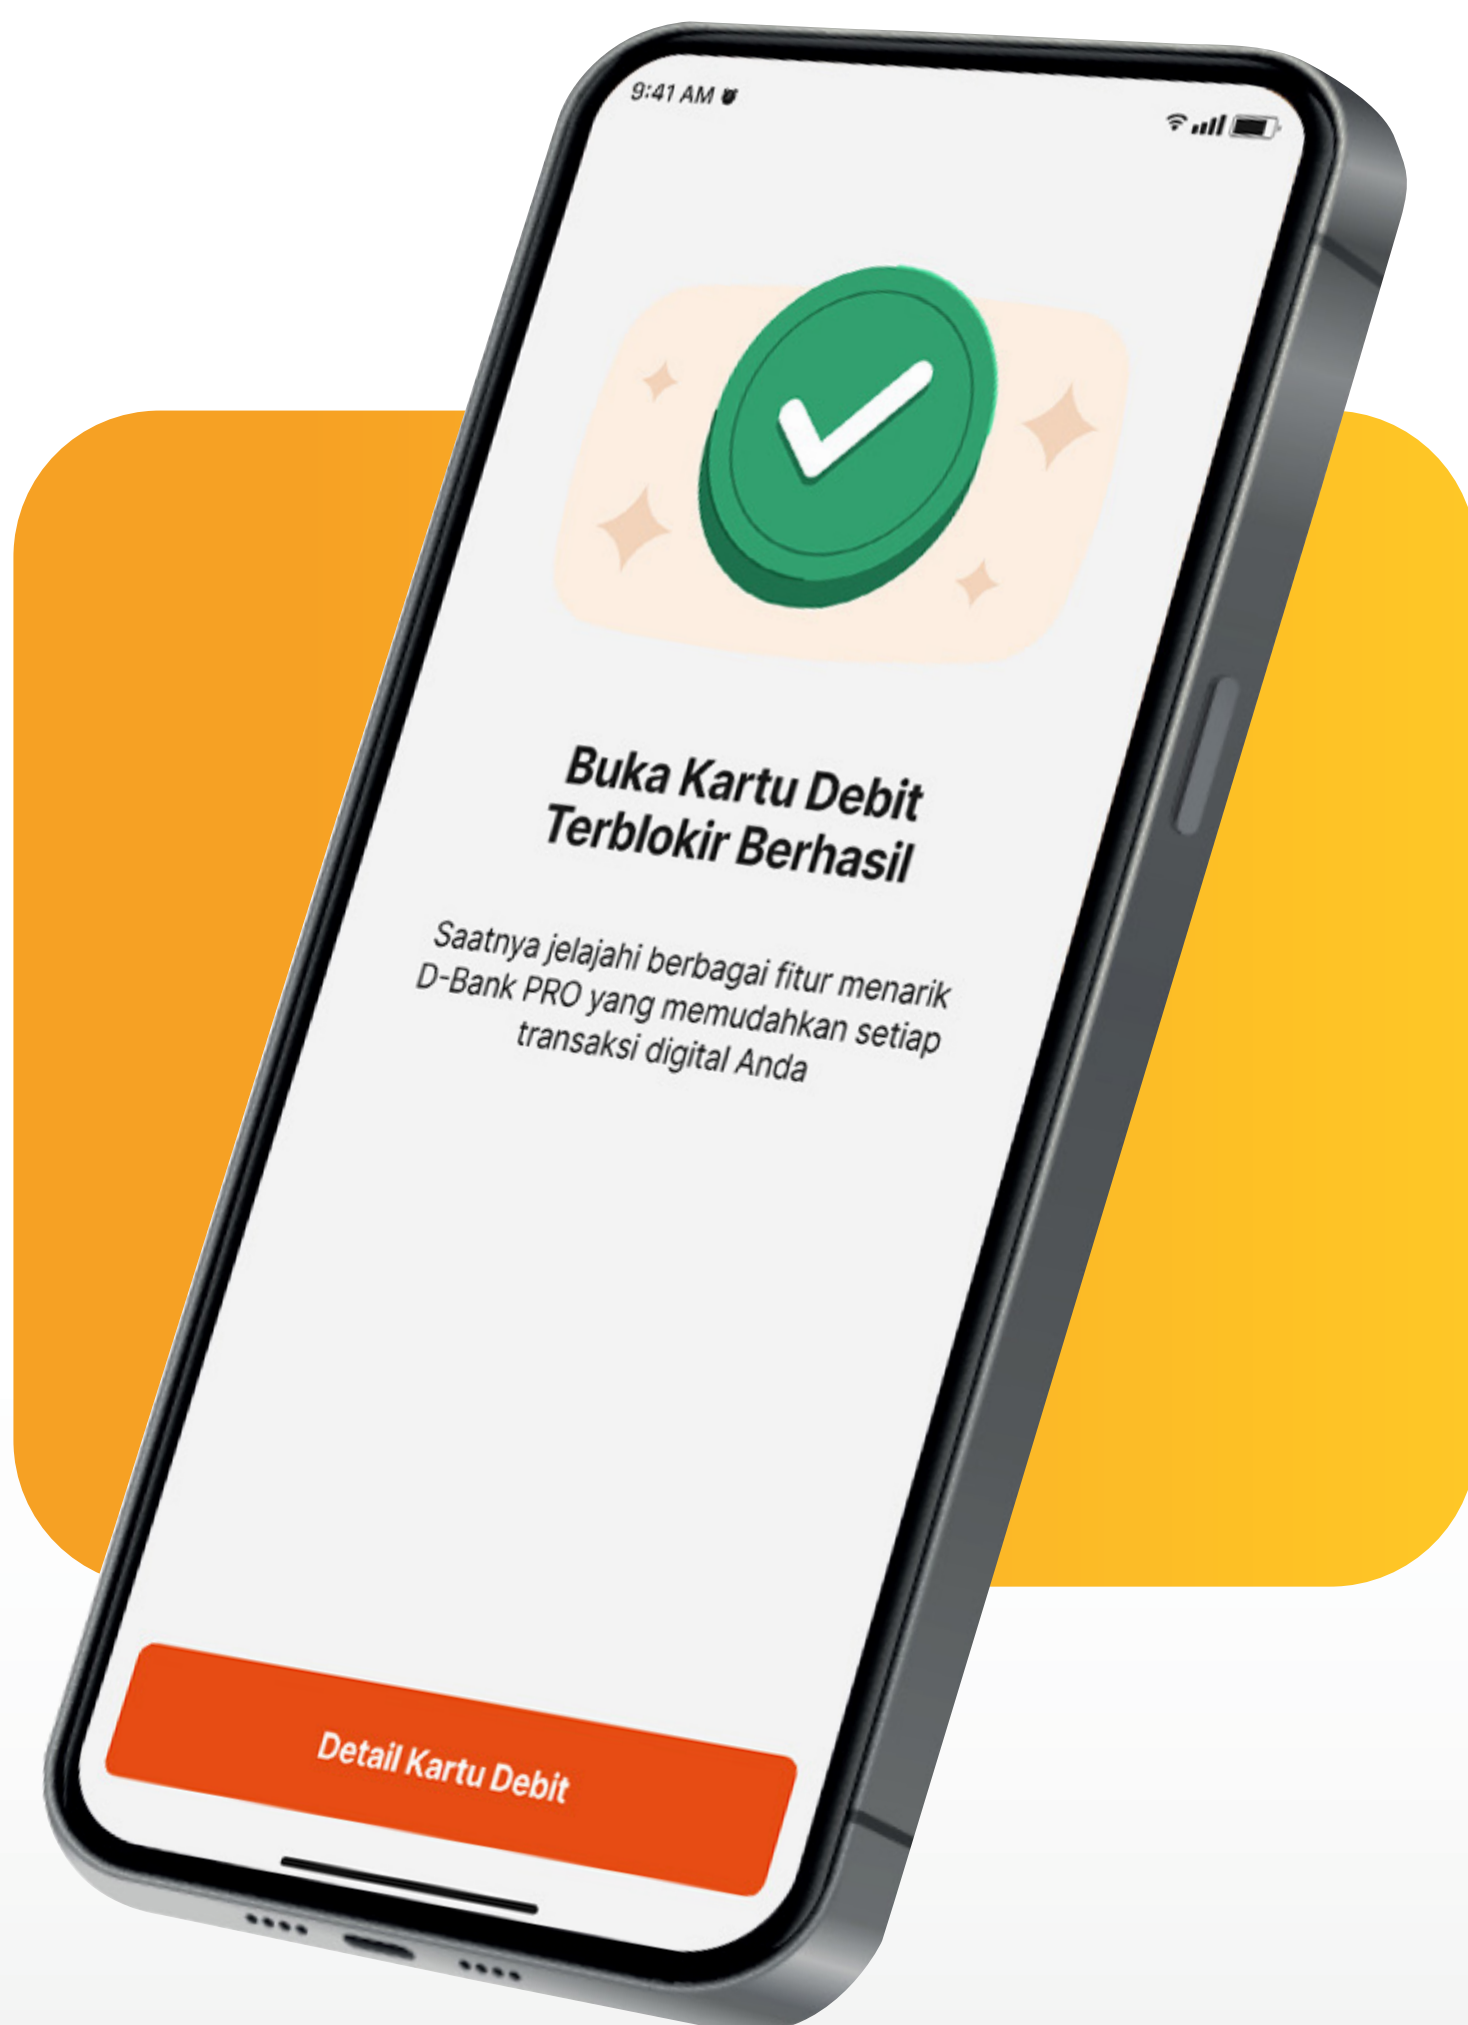 9:41 AM
Buka Kartu Debit
Terblokir Berhasil
Saatnya jelajahi berbagai fitur menarik
D-Bank PRO yang memudahkan setiap
transaksi digital Anda
Detail Kartu Debit